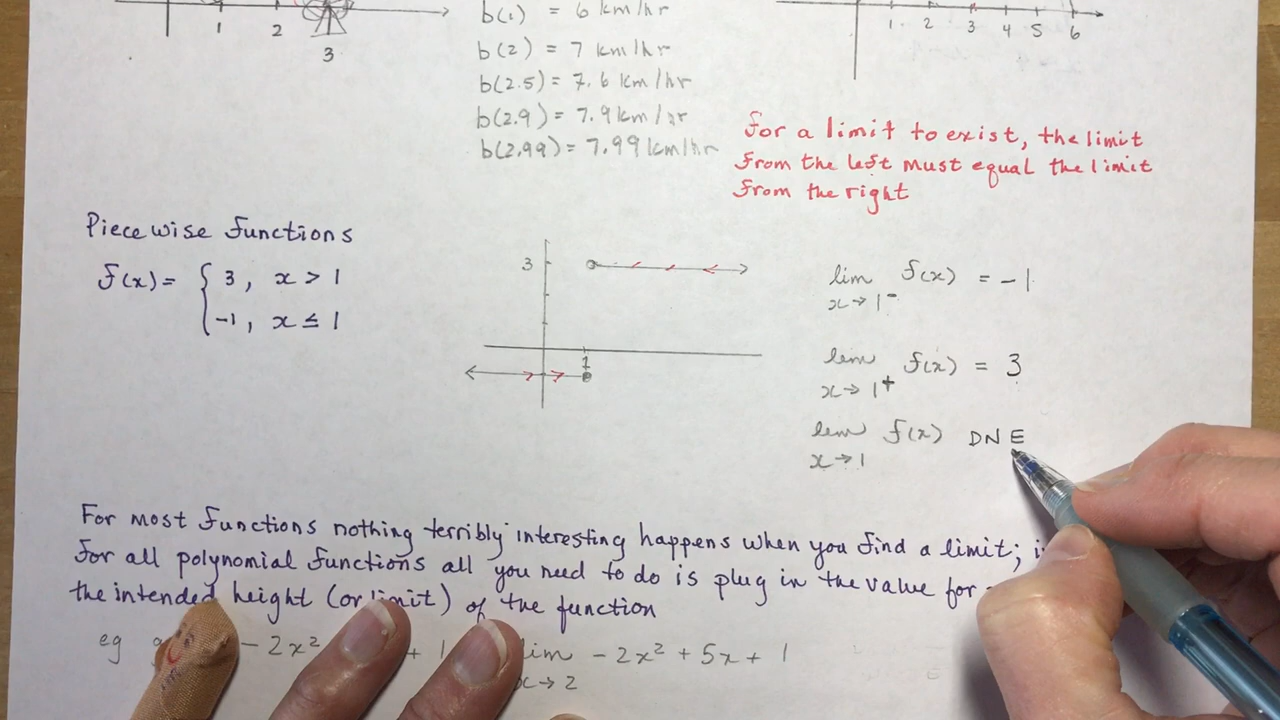 1 2 3
b(1) = 6 km/hr
b(2) = 7 km/hr
b(2.5) = 7.6 km/hr
b(2.9) = 7.9 km/hr
b(2.99) = 7.99 km/hr
1 2 3 4 5 6
for a limit to exist, the limit
from the left must equal the limit
from the right
Piecewise functions
f(x) = { 3, x > 1
-1, x ≤ 1
3
1
lim f(x) = -1
x→1⁻
lim f(x) = 3
x→1⁺
lim f(x) DNE
x→1
For most functions nothing terribly interesting happens when you find a limit;
for all polynomial functions all you need to do is plug in the value for
the intended height (or limit) of the function
eg - 2x² + 1 lim -2x² + 5x + 1
x→2